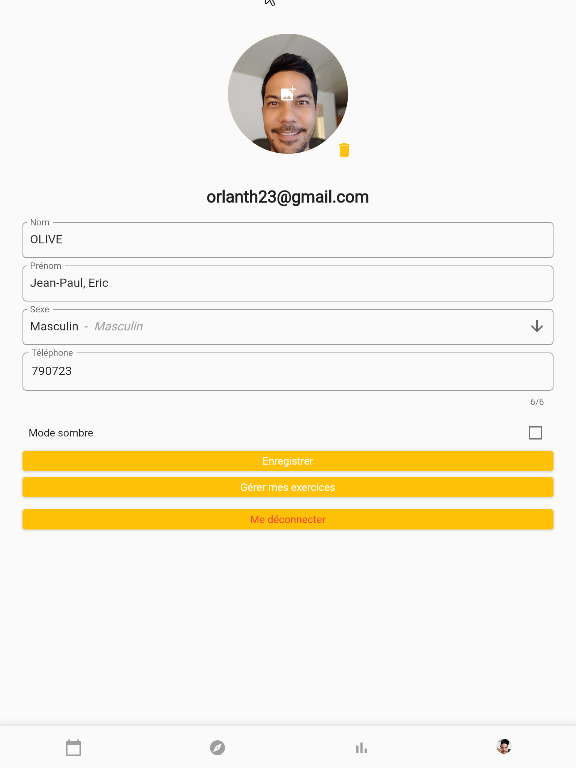 orlanth23@gmail.com
Nom
OLIVE
Prénom
Jean-Paul, Eric
Sexe
Masculin - Masculin
Téléphone
790723
6/6
Mode sombre
Enregistrer
Gérer mes exercices
Me déconnecter